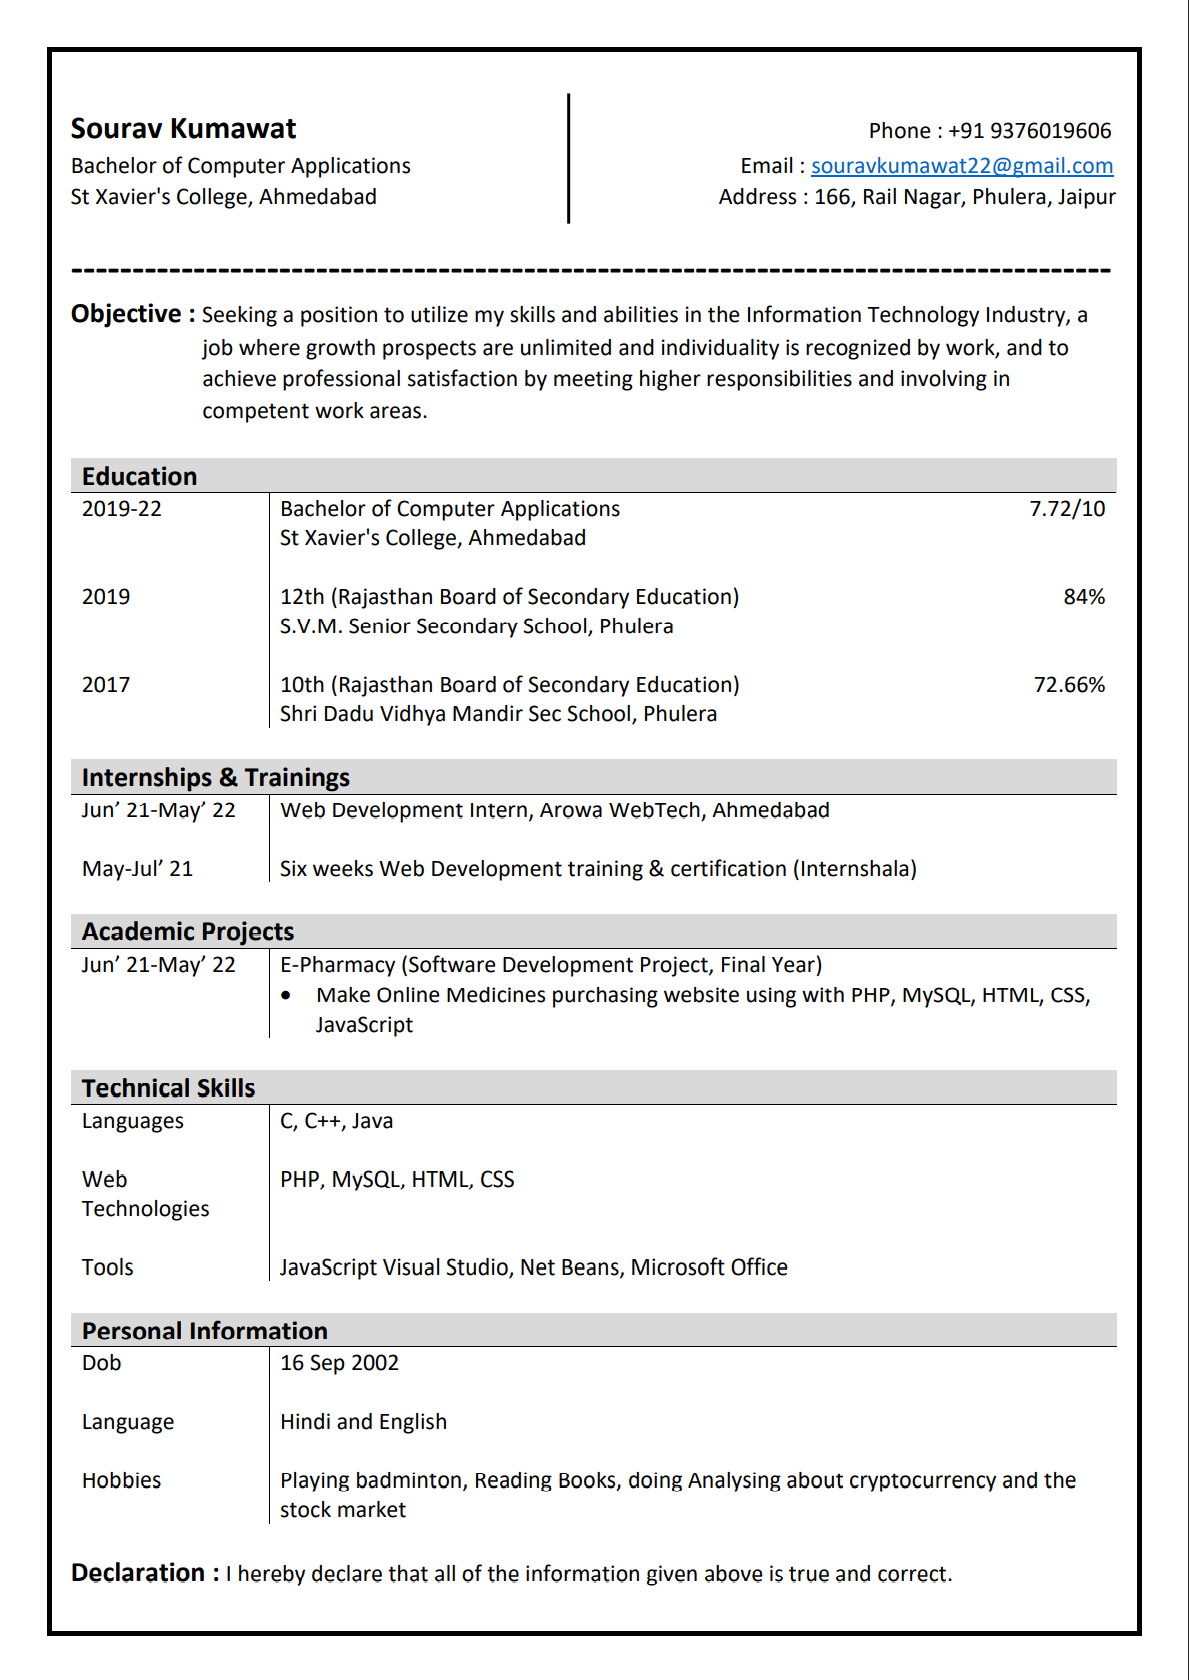 Sourav Kumawat
Bachelor of Computer Applications
St Xavier's College, Ahmedabad
Phone : +91 9376019606
Email : souravkumawat22@gmail.com
Address : 166, Rail Nagar, Phulera, Jaipur
-------------------------------------------------------------------------------------
Objective : Seeking a position to utilize my skills and abilities in the Information Technology Industry, a
job where growth prospects are unlimited and individuality is recognized by work, and to
achieve professional satisfaction by meeting higher responsibilities and involving in
competent work areas.
Education
2019-22 Bachelor of Computer Applications 7.72/10
St Xavier's College, Ahmedabad
2019 12th (Rajasthan Board of Secondary Education) 84%
S.V.M. Senior Secondary School, Phulera
2017 10th (Rajasthan Board of Secondary Education) 72.66%
Shri Dadu Vidhya Mandir Sec School, Phulera
Internships & Trainings
Jun’ 21-May’ 22 Web Development Intern, Arowa WebTech, Ahmedabad
May-Jul’ 21 Six weeks Web Development training & certification (Internshala)
Academic Projects
Jun’ 21-May’ 22 E-Pharmacy (Software Development Project, Final Year)
• Make Online Medicines purchasing website using with PHP, MySQL, HTML, CSS,
JavaScript
Technical Skills
Languages C, C++, Java
Web PHP, MySQL, HTML, CSS
Technologies
Tools JavaScript Visual Studio, Net Beans, Microsoft Office
Personal Information
Dob 16 Sep 2002
Language Hindi and English
Hobbies Playing badminton, Reading Books, doing Analysing about cryptocurrency and the
stock market
Declaration : I hereby declare that all of the information given above is true and correct.